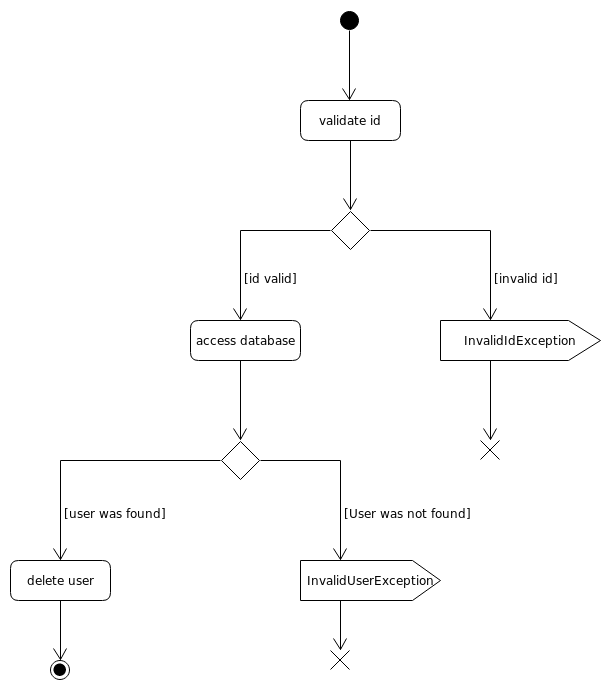 validate id
[id valid]
[invalid id]
access database
InvalidIdException
[user was found]
[User was not found]
delete user
InvalidUserException